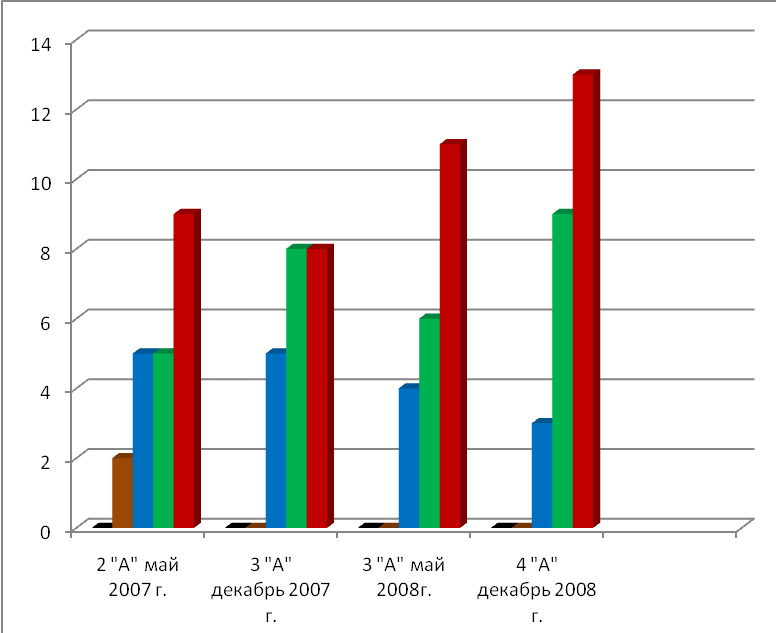 14
12
10
8
6
4
2
0
2 "А" май
2007 г.
3 "А"
декабрь 2007
г.
3 "А" май
2008г.
4 "А"
декабрь 2008
г.